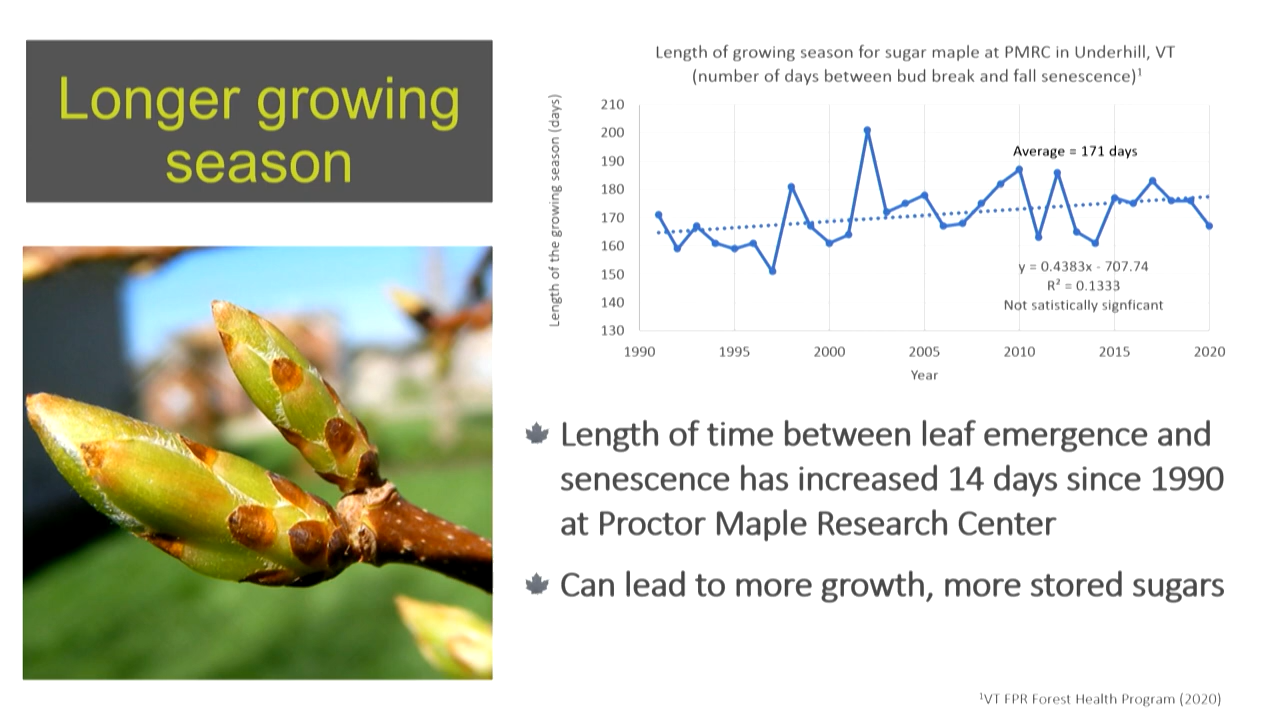 Longer growing
season
Length of growing season for sugar maple at PMRC in Underhill, VT
(number of days between bud break and fall senescence)¹
Length of the growing season (days)
210
200
190
180
170
160
150
140
130
Average = 171 days
y = 0.4383x - 707.74
R² = 0.1333
Not satistically signficant
1990 1995 2000 2005 2010 2015 2020
Year
Length of time between leaf emergence and
senescence has increased 14 days since 1990
at Proctor Maple Research Center
Can lead to more growth, more stored sugars
¹VT FPR Forest Health Program (2020)